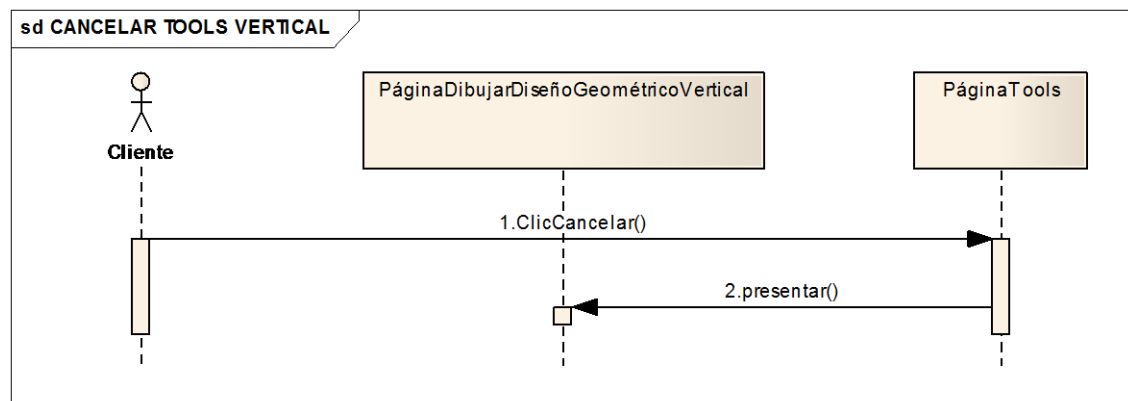 sd CANCELAR TOOLS VERTICAL
Cliente
PáginaDibujarDiseñoGeométricoVertical
PáginaTools
1.ClicCancelar()
2.presentar()